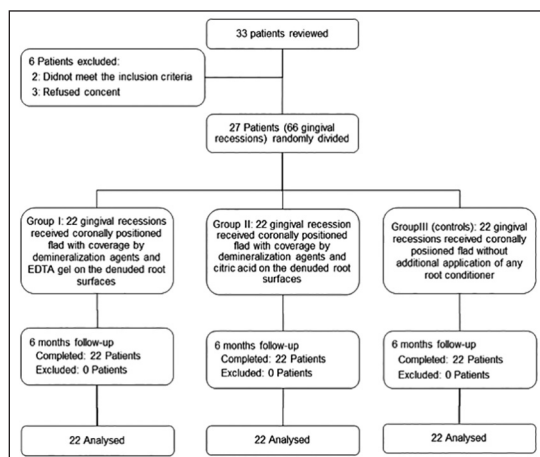 33 patients reviewed
6 Patients excluded:
2: Didnot meet the inclusion criteria
3: Refused concent
27 Patients (66 gingival
recessions) randomly divided
Group I: 22 gingival recessions
received coronally positioned
flad with coverage by
demineralization agents and
EDTA gel on the denuded root
surfaces
Group II: 22 gingival recession
received coronally positioned
flad with coverage by
demineralization agents and
citric acid on the denuded root
surfaces
GroupIII (controls): 22 gingival
recessions received coronally
posiioned flad without
additional application of any
root conditioner
6 months follow-up
Completed: 22 Patients
Excluded: 0 Patients
6 months follow-up
Completed: 22 Patients
Excluded: 0 Patients
6 months follow-up
Completed: 22 Patients
Excluded: 0 Patients
22 Analysed
22 Analysed
22 Analysed